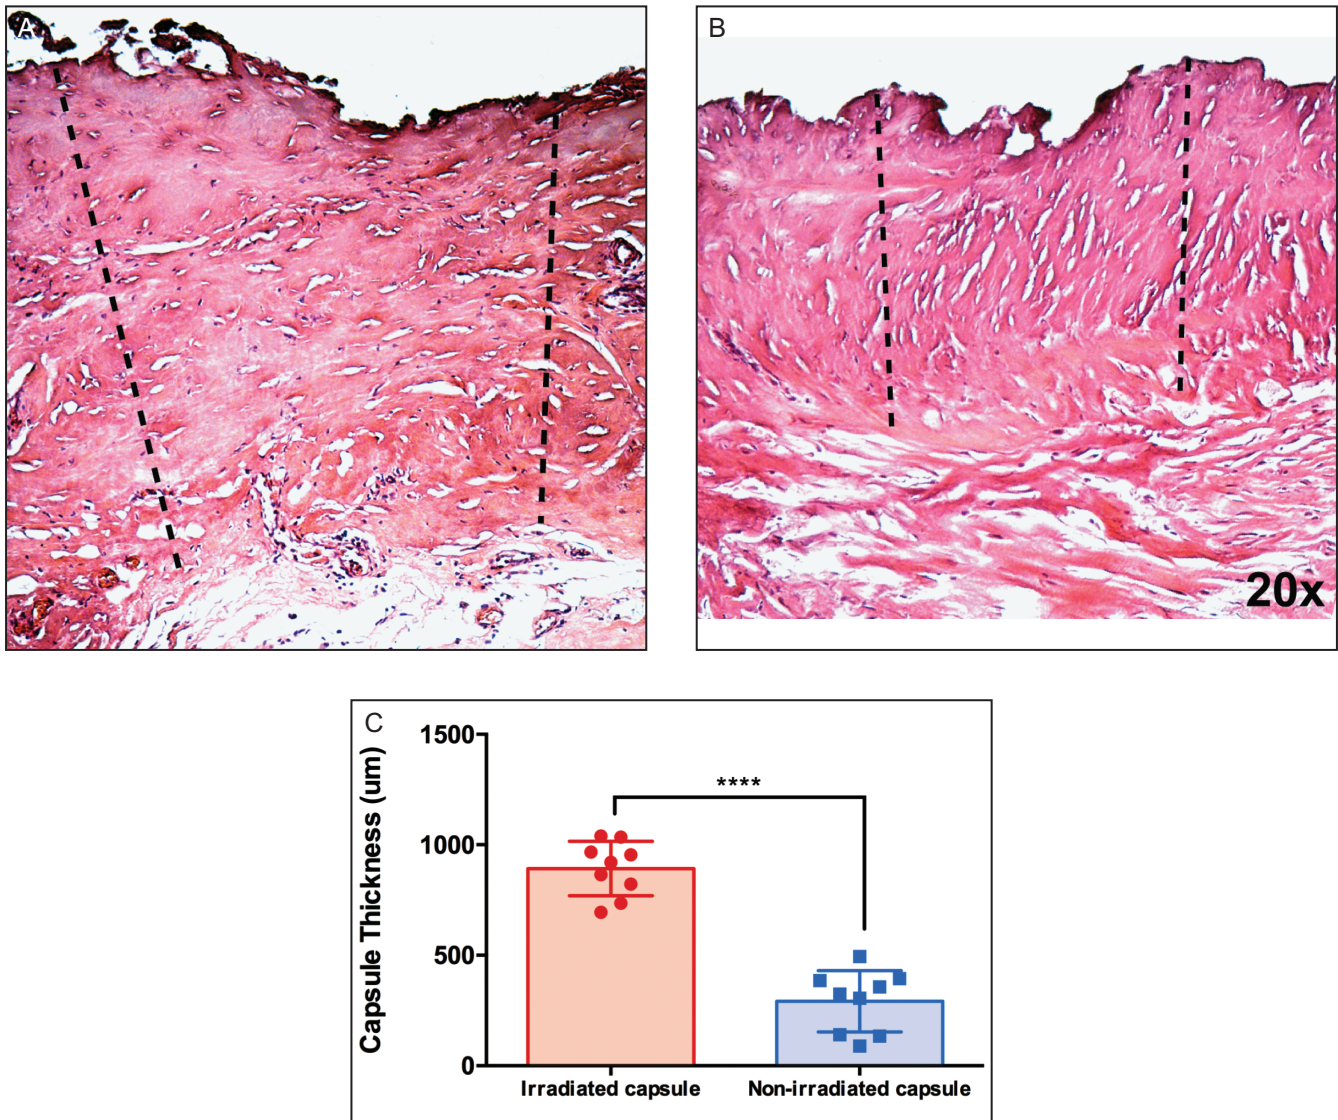 A
B
20x
C
Capsule Thickness (um)
1500
1000
500
0
****
Irradiated capsule
Non-irradiated capsule